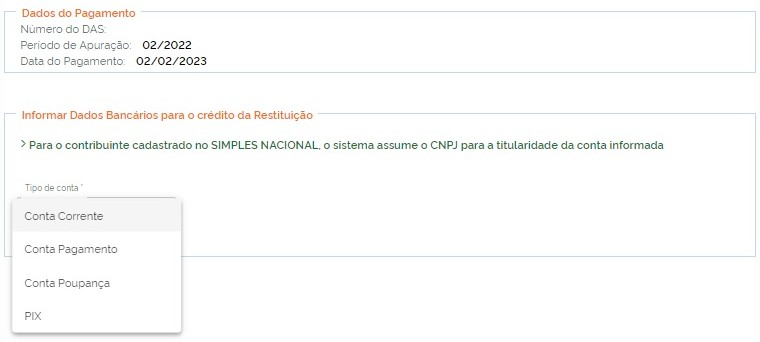 Dados do Pagamento
Número do DAS:
Período de Apuração: 02/2022
Data do Pagamento: 02/02/2023
Informar Dados Bancários para o crédito da Restituição
> Para o contribuinte cadastrado no SIMPLES NACIONAL, o sistema assume o CNPJ para a titularidade da conta informada
Tipo de conta *
Conta Corrente
Conta Pagamento
Conta Poupança
PIX